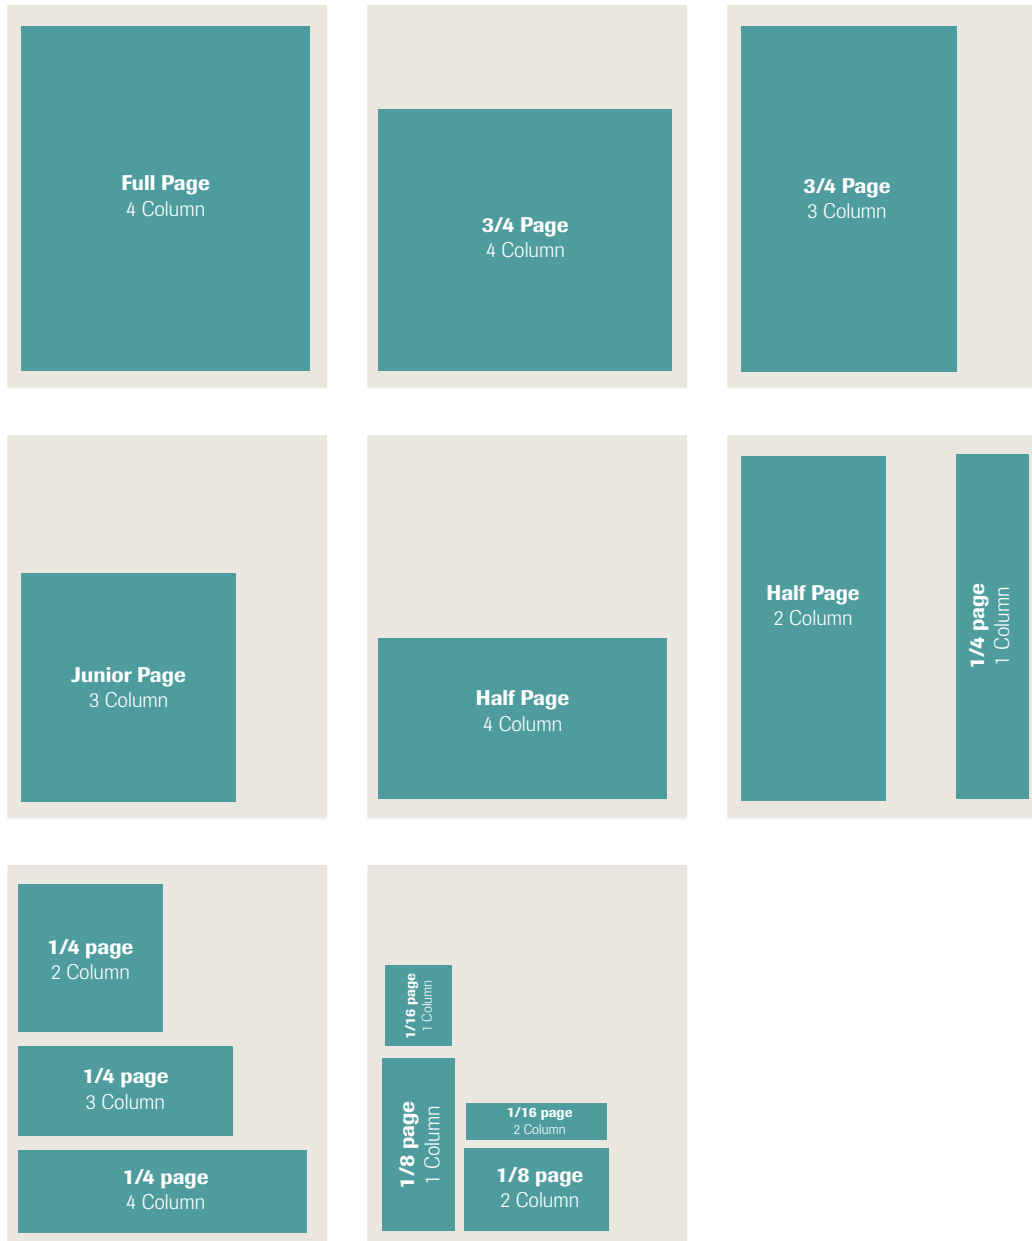 Full Page
4 Column
3/4 Page
4 Column
3/4 Page
3 Column
Junior Page
3 Column
Half Page
4 Column
Half Page
2 Column
1/4 page
1 Column
1/4 page
2 Column
1/4 page
3 Column
1/4 page
4 Column
1/16 page
1 Column
1/8 page
1 Column
1/16 page
2 Column
1/8 page
2 Column